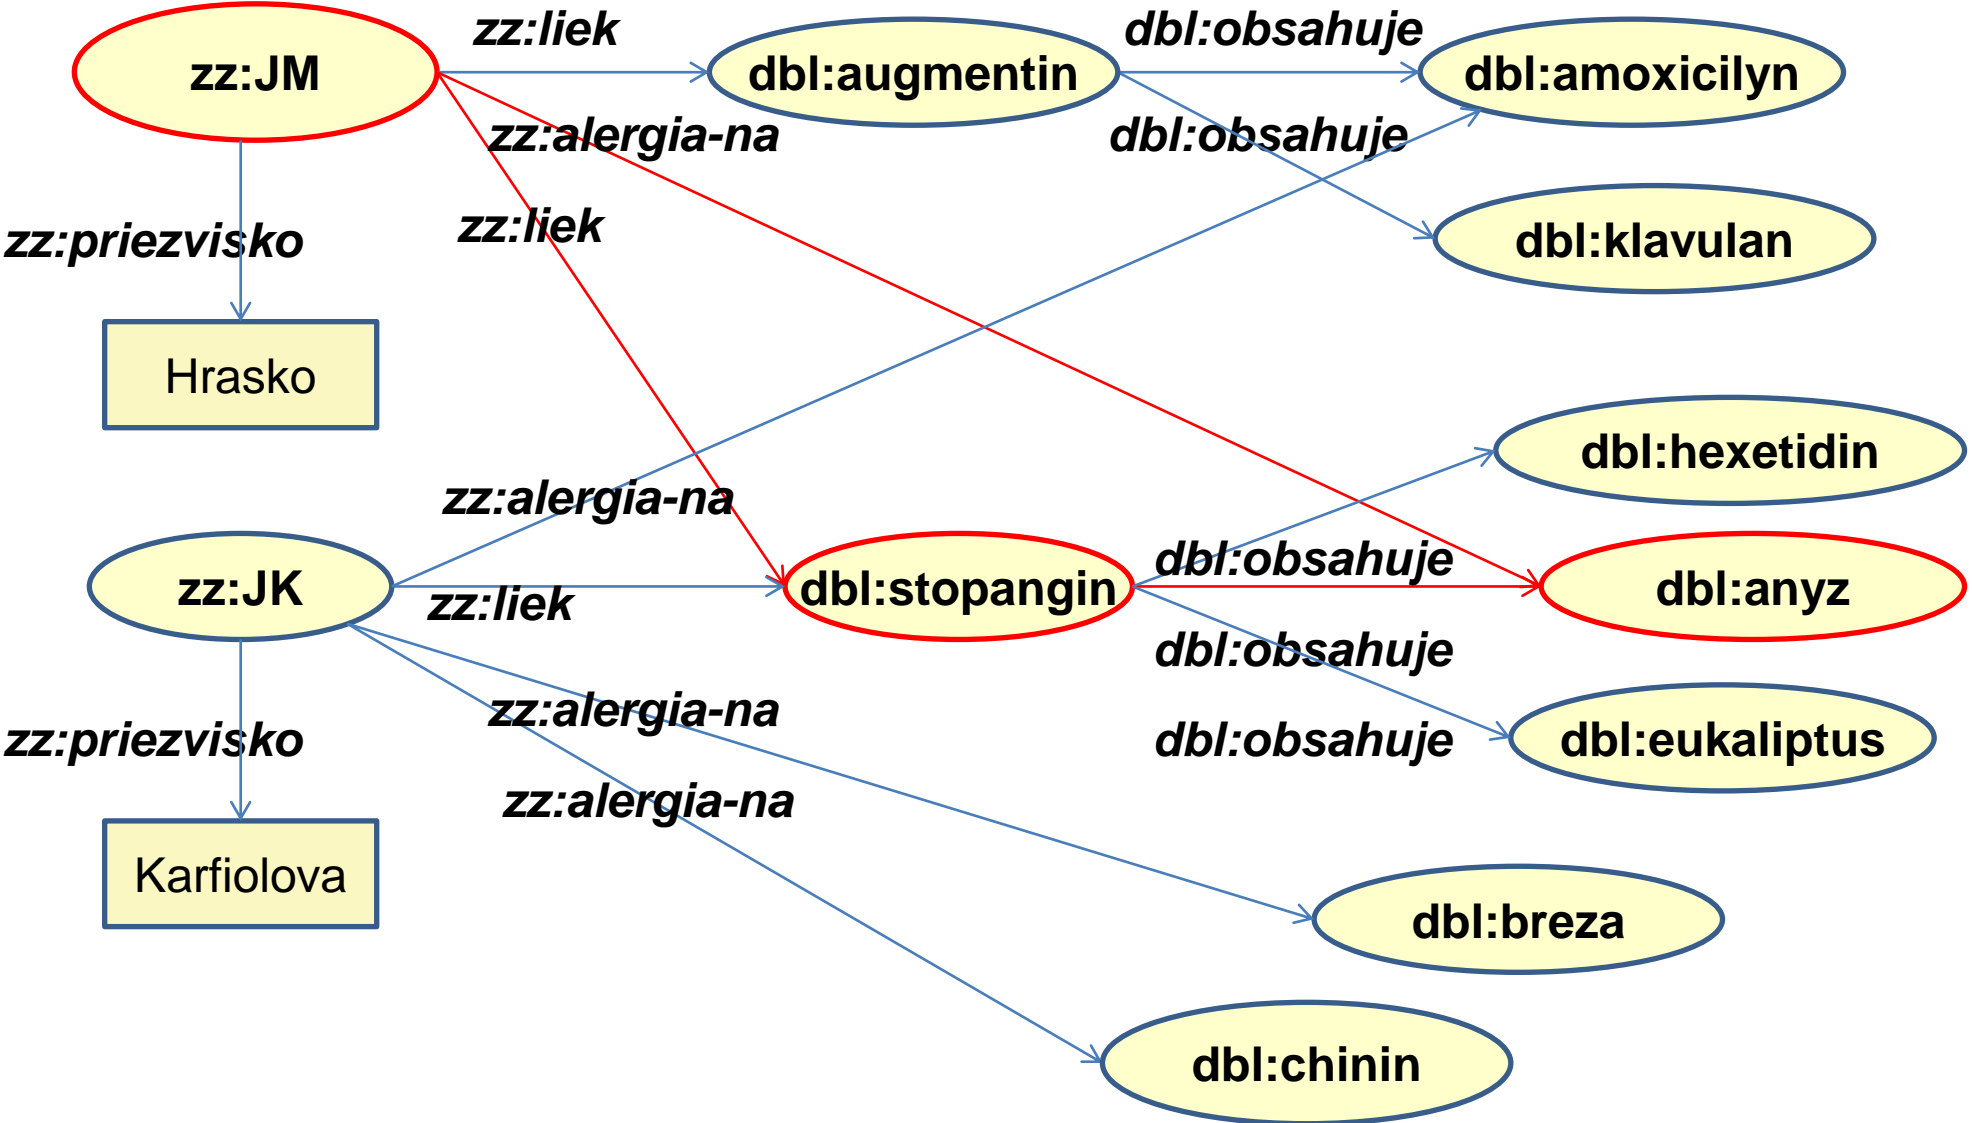 zz:liek
dbl:obsahuje
zz:JM
dbl:augmentin
dbl:amoxicilyn
zz:alergia-na
dbl:obsahuje
zz:liek
zz:priezvisko
dbl:klavulan
Hrasko
dbl:hexetidin
zz:alergia-na
dbl:obsahuje
zz:JK
zz:liek
dbl:stopangin
dbl:anyz
dbl:obsahuje
zz:alergia-na
zz:priezvisko
dbl:obsahuje
dbl:eukaliptus
zz:alergia-na
Karfiolova
dbl:breza
dbl:chinin